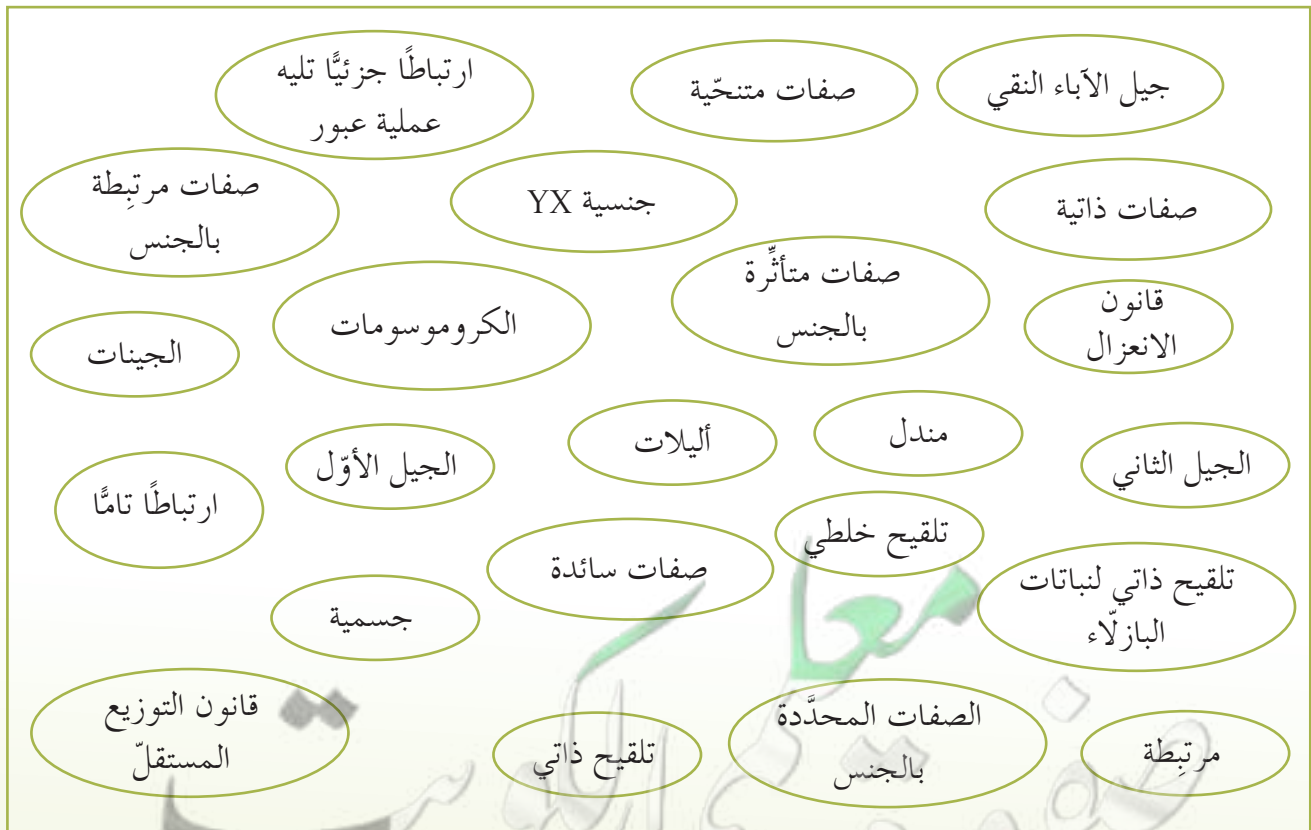 جيل الآباء النقي
صفات متنحّية
ارتباطًا جزئيًّا تليه
عملية عبور
صفات ذاتية
جنسية YX
صفات مرتبِطة
بالجنس
قانون
الانعزال
صفات متأثِّرة
بالجنس
الكروموسومات
الجينات
مندل
أليلات
الجيل الثاني
الجيل الأوّل
ارتباطًا تامًّا
تلقيح خلطي
صفات سائدة
تلقيح ذاتي لنباتات
البازلّاء
جسمية
قانون التوزيع
المستقلّ
الصفات المحدَّدة
بالجنس
تلقيح ذاتي
مرتبِطة
معا